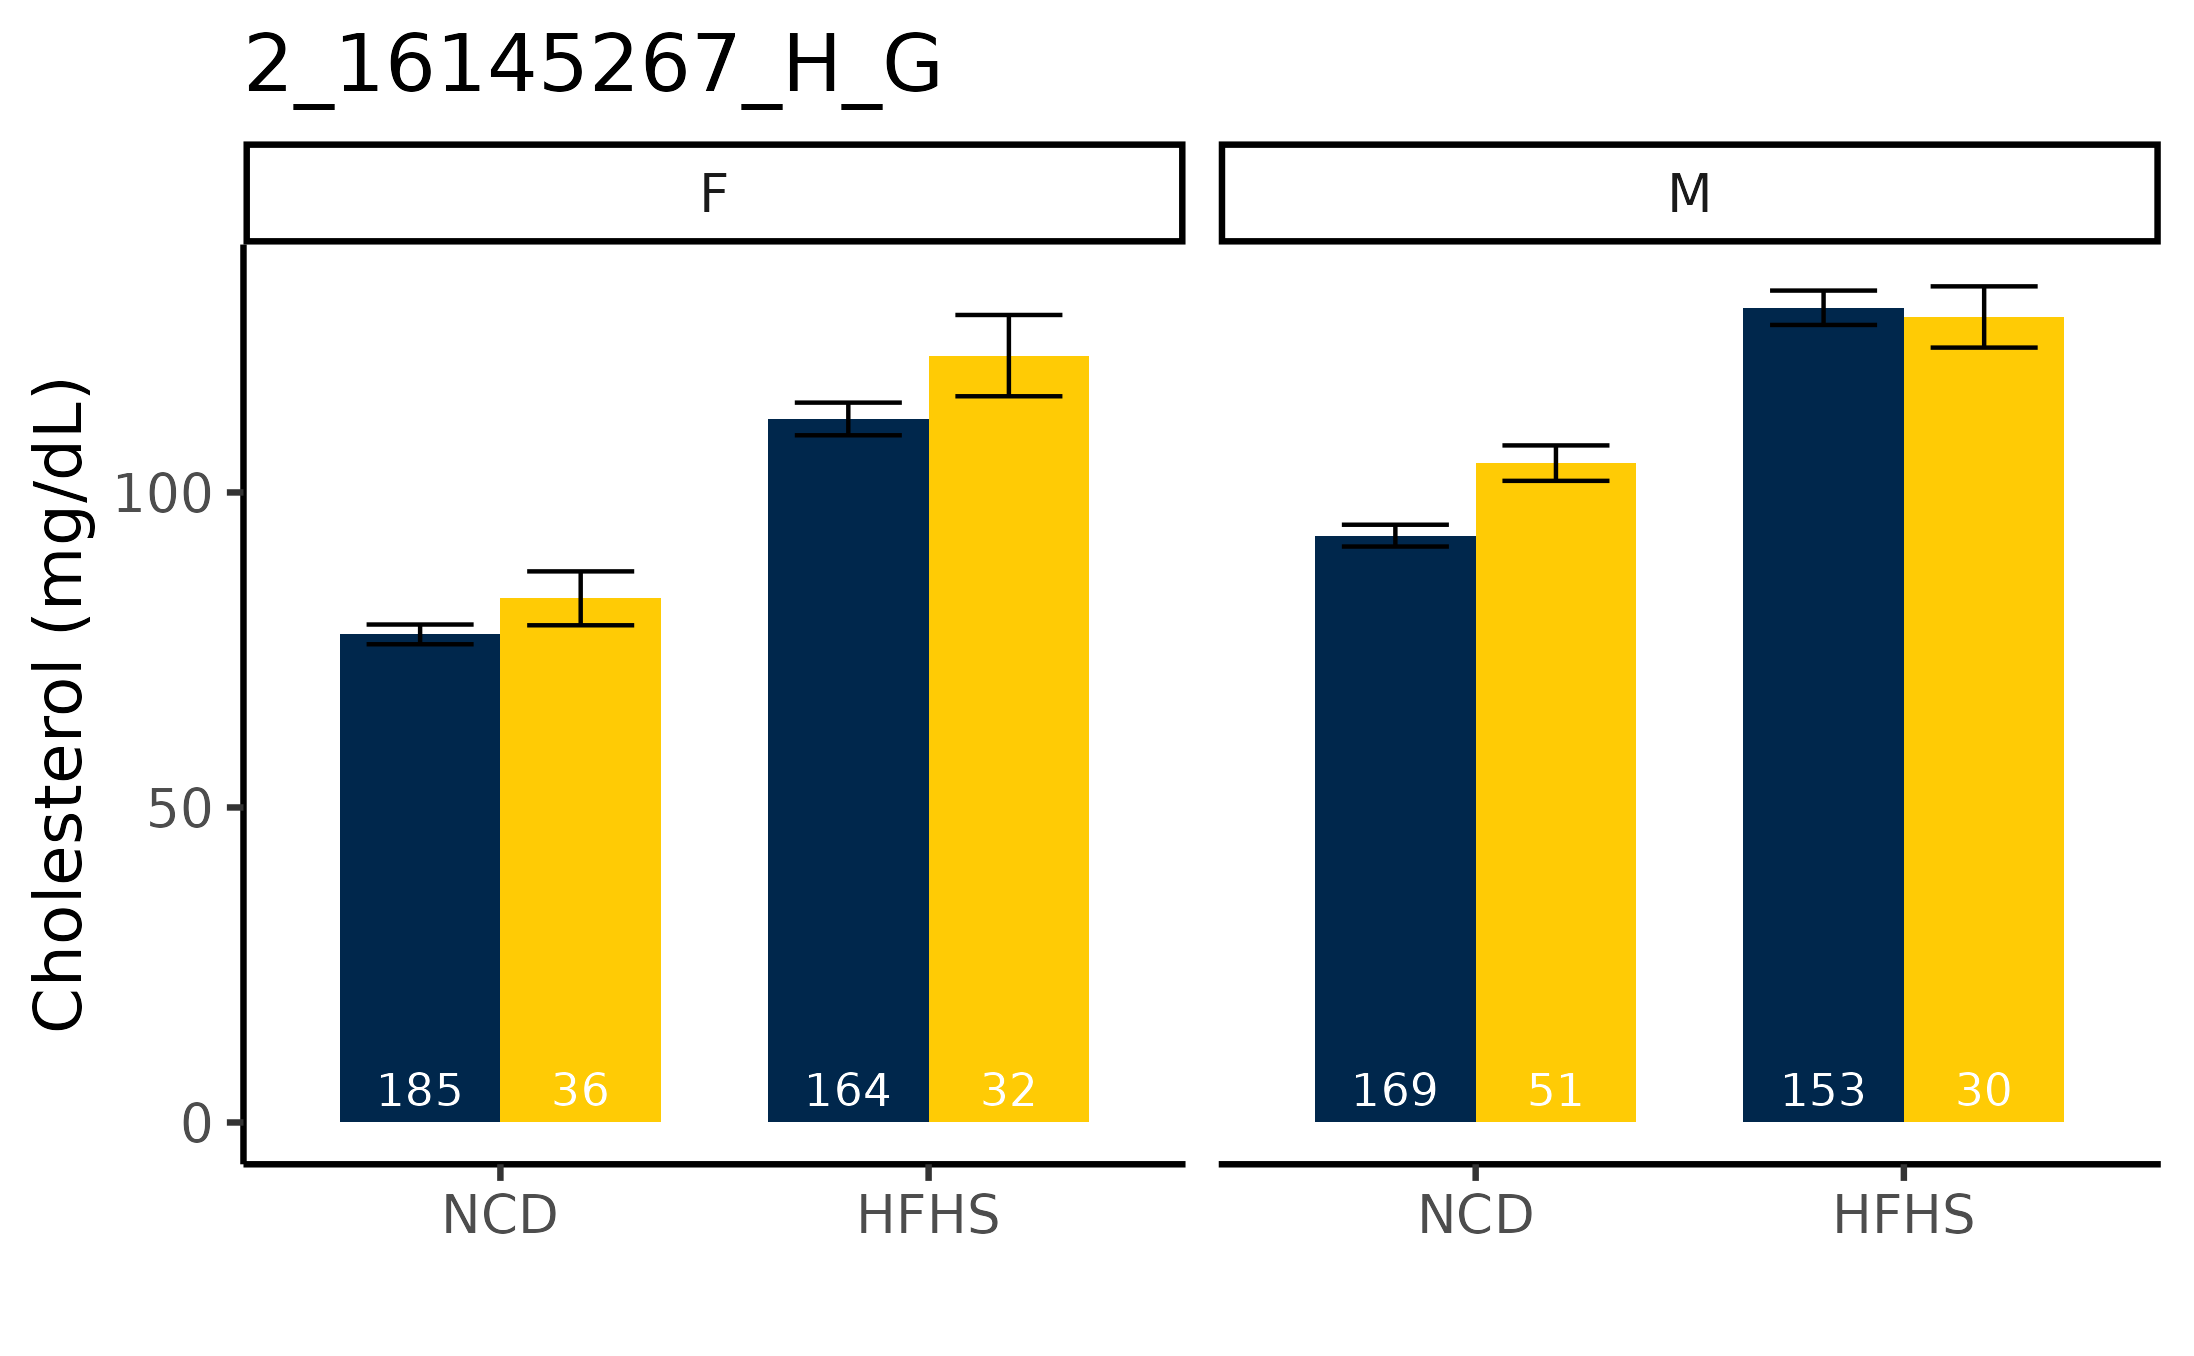 2_16145267_H_G
F
M
Cholesterol (mg/dL)
100
50
0
185
36
164
32
169
51
153
30
NCD
HFHS
NCD
HFHS